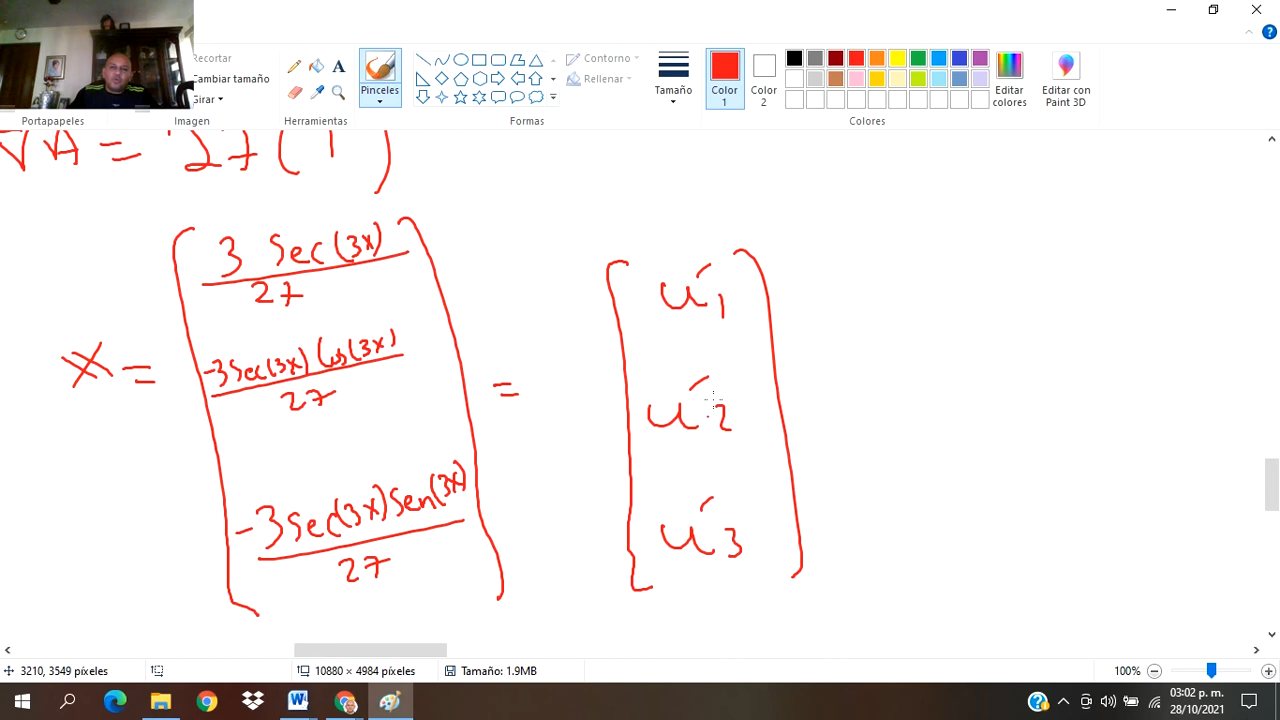 Recortar
Cambiar tamaño
Girar
Portapapeles
Imagen
Herramientas
Pinceles
Formas
Contorno
Rellenar
Tamaño
Color 1
Color 2
Editar colores
Editar con Paint 3D
Colores
∇A = 27(1)
X = [ 3 Sec(3x) / 27
-3Sec(3x) Cos(3x) / 27
-3Sec(3x)Sen(3x) / 27 ]
= [ u´1
u´2
u´3 ]
3210, 3549 píxeles
10880 × 4984 píxeles
Tamaño: 1.9MB
100%
03:02 p. m.
28/10/2021